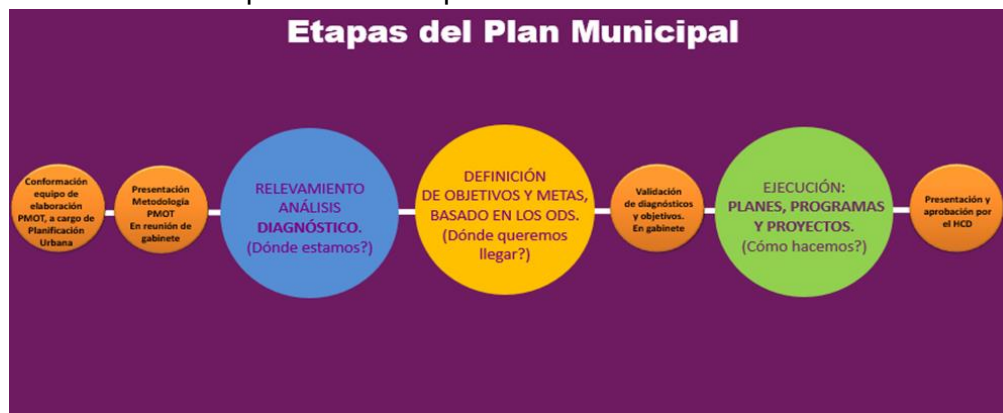 Etapas del Plan Municipal
Conformación
equipo de
elaboración
PMOT, a cargo de
Planificación
Urbana
Presentación
Metodología
PMOT
En reunión de
gabinete
RELEVAMIENTO
ANÁLISIS
DIAGNÓSTICO.
(Dónde estamos?)
DEFINICIÓN
DE OBJETIVOS Y METAS,
BASADO EN LOS ODS.
(Dónde queremos
llegar?)
Validación
de diagnósticos
y objetivos.
En gabinete
EJECUCIÓN:
PLANES, PROGRAMAS
Y PROYECTOS.
(Cómo hacemos?)
Presentación y
aprobación por
el HCD